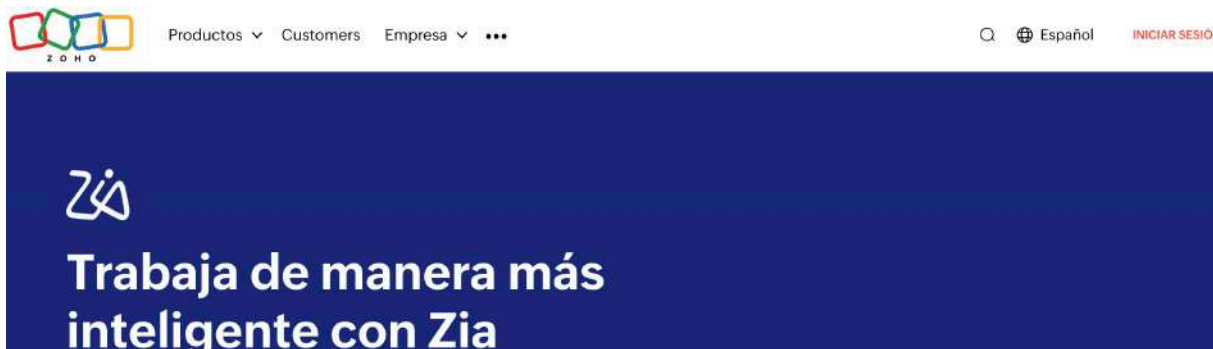 Productos Customers Empresa ••• Español INICIAR SESIÓ
ZOHO
Zia
Trabaja de manera más
inteligente con Zia